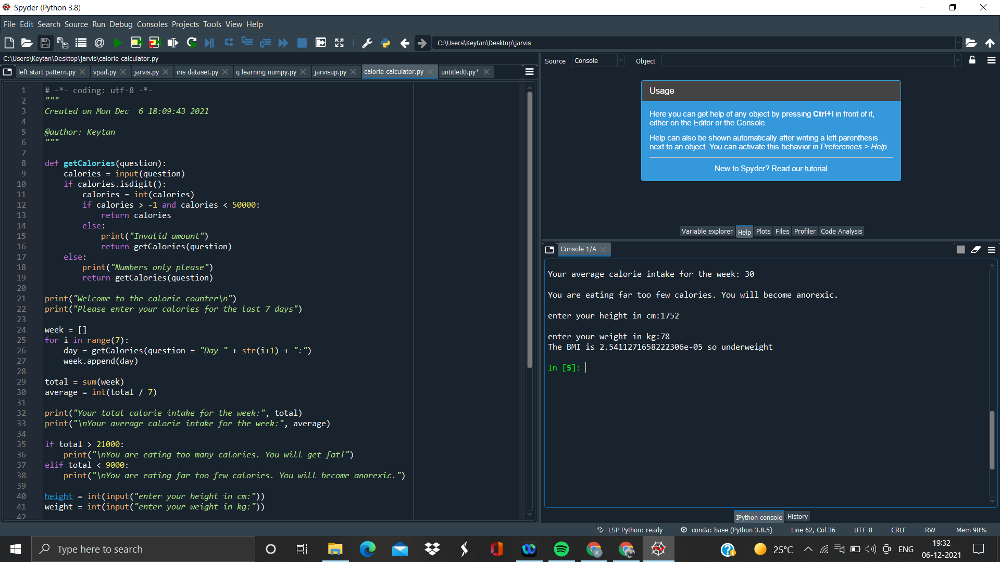 Spyder (Python 3.8)
File Edit Search Source Run Debug Consoles Projects Tools View Help
C:\Users\Keytan\Desktop\jarvis
C:\Users\Keytan\Desktop\jarvis\calorie calculator.py
left start pattern.py vpad.py jarvis.py iris dataset.py q learning numpy.py jarvisup.py calorie calculator.py untitled0.py*
1 # -*- coding: utf-8 -*-
2 """
3 Created on Mon Dec  6 18:09:43 2021
4
5 @author: Keytan
6 """
7
8 def getCalories(question):
9     calories = input(question)
10     if calories.isdigit():
11         calories = int(calories)
12         if calories > -1 and calories < 50000:
13             return calories
14         else:
15             print("Invalid amount")
16             return getCalories(question)
17     else:
18         print("Numbers only please")
19         return getCalories(question)
20
21 print("Welcome to the calorie counter\n")
22 print("Please enter your calories for the last 7 days")
23
24 week = []
25 for i in range(7):
26     day = getCalories(question = "Day " + str(i+1) + ":")
27     week.append(day)
28
29 total = sum(week)
30 average = int(total / 7)
31
32 print("Your total calorie intake for the week:", total)
33 print("\nYour average calorie intake for the week:", average)
34
35 if total > 21000:
36     print("\nYou are eating too many calories. You will get fat!")
37 elif total < 9000:
38     print("\nYou are eating far too few calories. You will become anorexic.")
39
40 height = int(input("enter your height in cm:"))
41 weight = int(input("enter your weight in kg:"))
42
Source Console Object
Usage
Here you can get help of any object by pressing Ctrl+I in front of it,
either on the Editor or the Console.
Help can also be shown automatically after writing a left parenthesis
next to an object. You can activate this behavior in Preferences > Help.
New to Spyder? Read our tutorial
Variable explorer Help Plots Files Profiler Code Analysis
Console 1/A
Your average calorie intake for the week: 30
You are eating far too few calories. You will become anorexic.
enter your height in cm:1752
enter your weight in kg:78
The BMI is 2.5411271658222306e-05 so underweight
In [5]:
IPython console History
LSP Python: ready conda: base (Python 3.8.5) Line 62, Col 36 UTF-8 CRLF RW Mem 90%
Type here to search
25°C ENG
19:32
06-12-2021